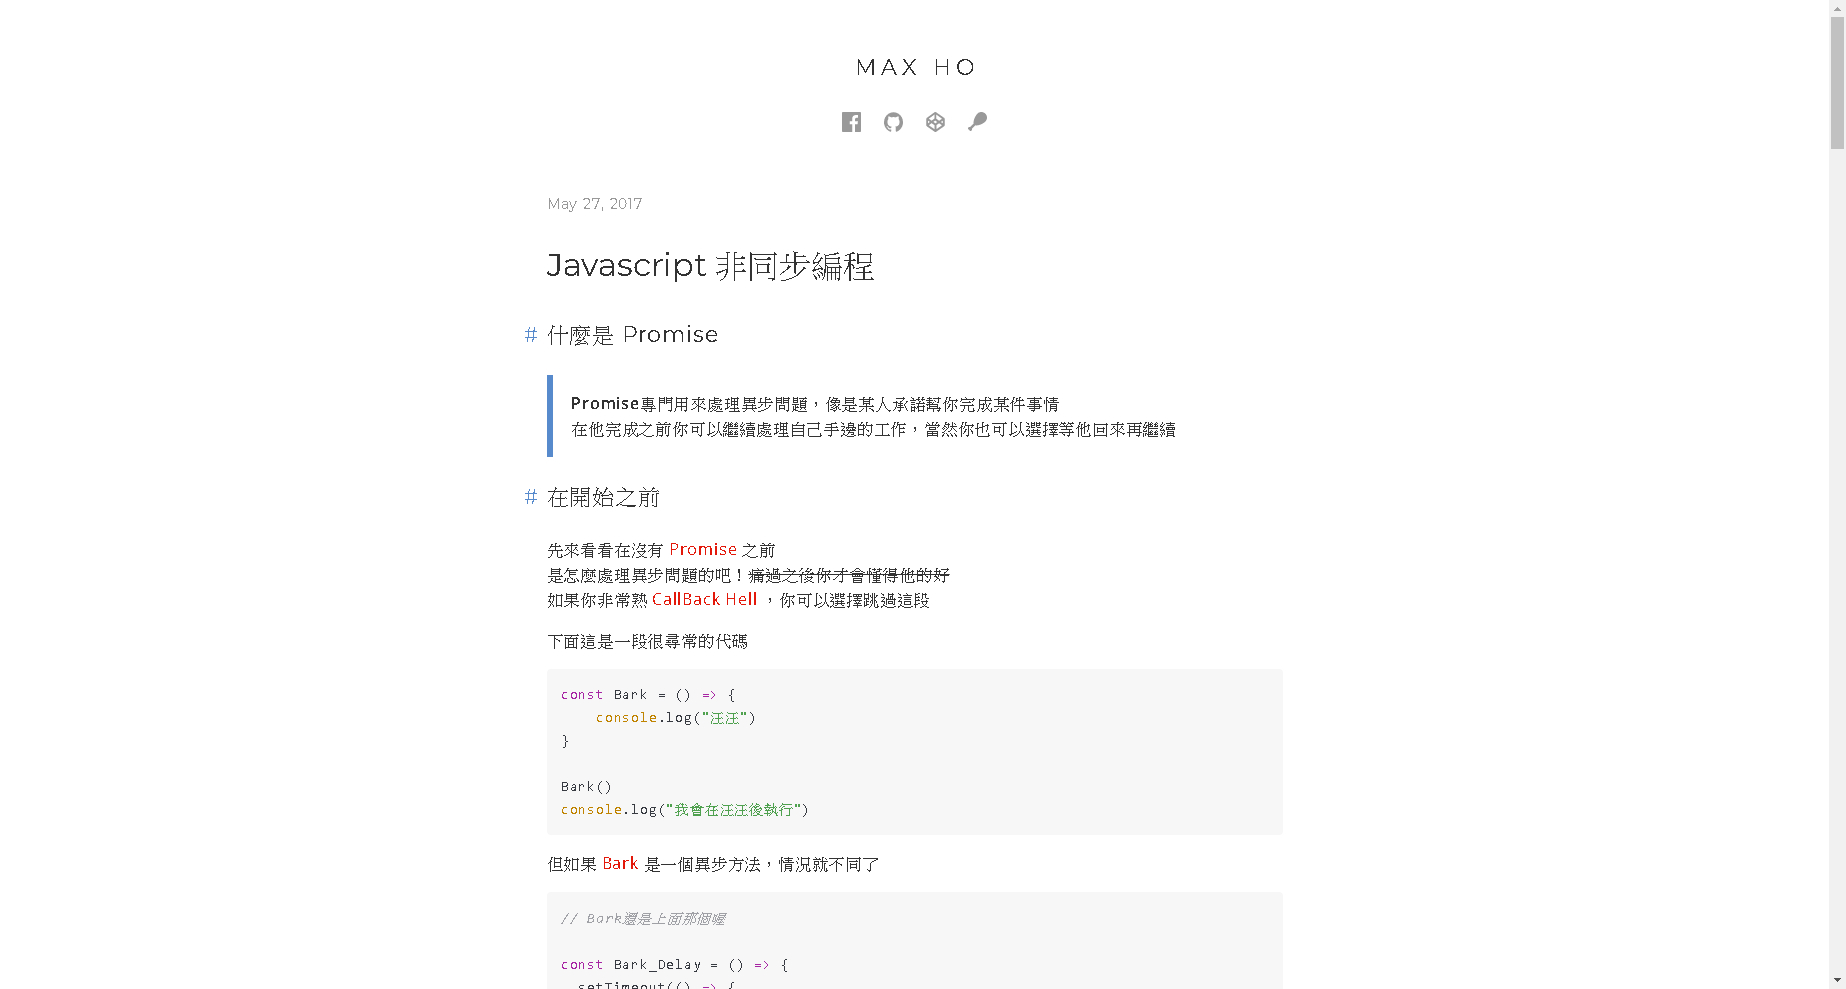 MAX HO
May 27, 2017
Javascript 非同步編程
# 什麼是 Promise
Promise專門用來處理異步問題，像是某人承諾幫你完成某件事情
在他完成之前你可以繼續處理自己手邊的工作，當然你也可以選擇等他回來再繼續
# 在開始之前
先來看看在沒有 Promise 之前
是怎麼處理異步問題的吧！痛過之後你才會懂得他的好
如果你非常熟 CallBack Hell ，你可以選擇跳過這段
下面這是一段很尋常的代碼
const Bark = () => {
    console.log("汪汪")
}
Bark()
console.log("我會在汪汪後執行")
但如果 Bark 是一個異步方法，情況就不同了
// Bark還是上面那個喔
const Bark_Delay = () => {
  setTimeout(() => {